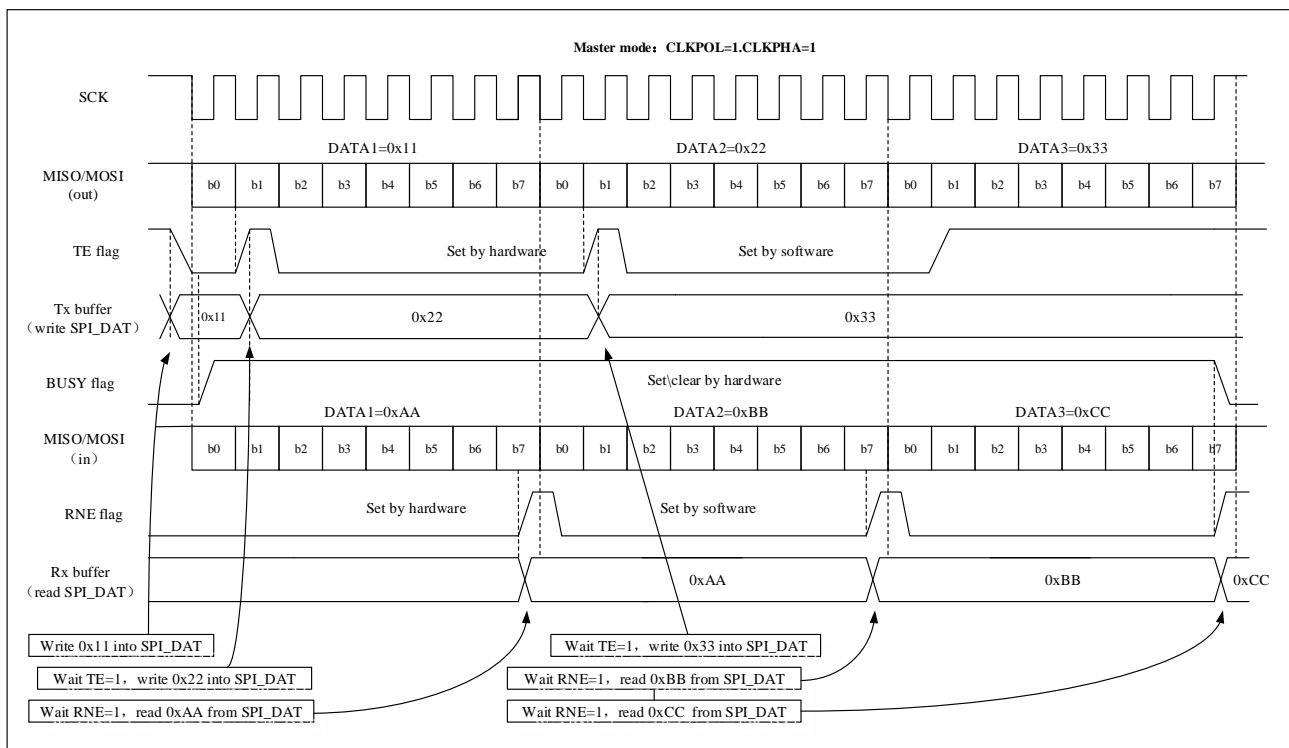 Master mode：CLKPOL=1.CLKPHA=1
SCK
DATA1=0x11 DATA2=0x22 DATA3=0x33
MISO/MOSI
(out)
b0 b1 b2 b3 b4 b5 b6 b7 b0 b1 b2 b3 b4 b5 b6 b7 b0 b1 b2 b3 b4 b5 b6 b7
TE flag
Set by hardware
Set by software
Tx buffer
（write SPI_DAT）
0x11
0x22
0x33
BUSY flag
Set\clear by hardware
DATA1=0xAA DATA2=0xBB DATA3=0xCC
MISO/MOSI
（in）
b0 b1 b2 b3 b4 b5 b6 b7 b0 b1 b2 b3 b4 b5 b6 b7 b0 b1 b2 b3 b4 b5 b6 b7
RNE flag
Set by hardware
Set by software
Rx buffer
（read SPI_DAT）
0xAA
0xBB
0xCC
Write 0x11 into SPI_DAT
Wait TE=1，write 0x33 into SPI_DAT
Wait TE=1，write 0x22 into SPI_DAT
Wait RNE=1，read 0xBB from SPI_DAT
Wait RNE=1，read 0xAA from SPI_DAT
Wait RNE=1，read 0xCC from SPI_DAT